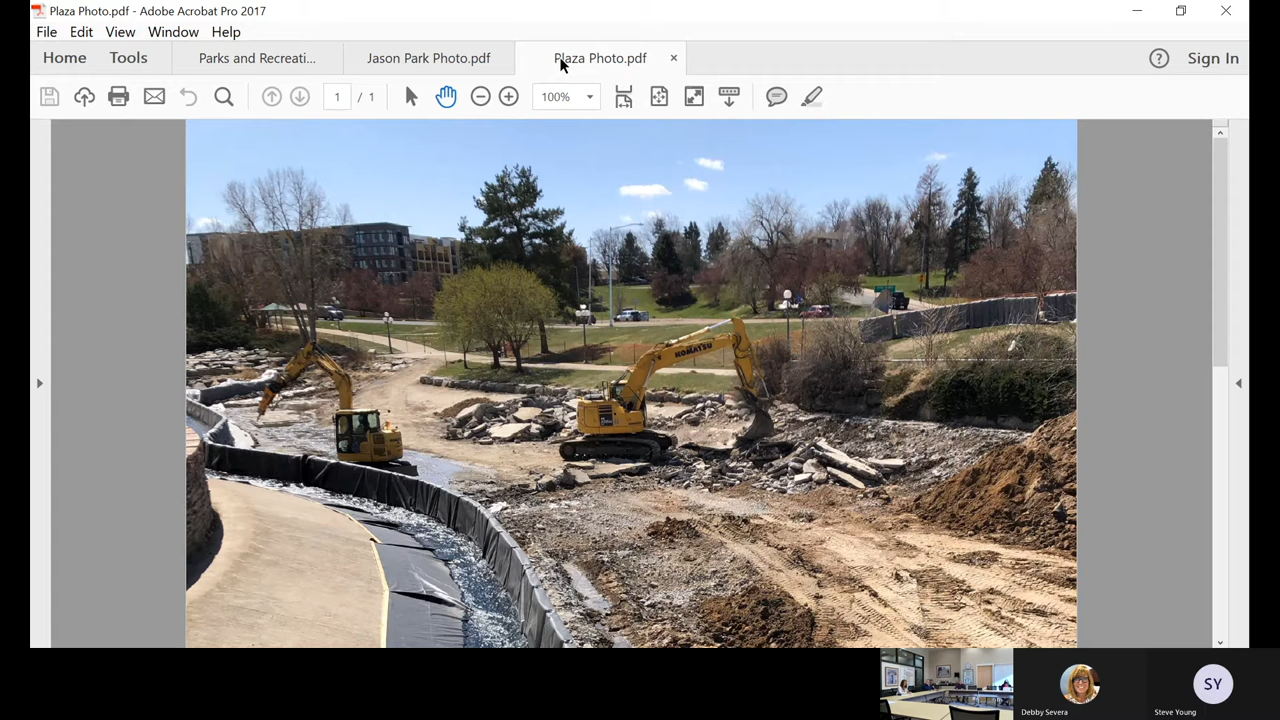 Plaza Photo.pdf - Adobe Acrobat Pro 2017
File Edit View Window Help
Home Tools Parks and Recreati... Jason Park Photo.pdf Plaza Photo.pdf × Sign In
1 / 1 100%
KOMATSU
Debby Severa
SY
Steve Young